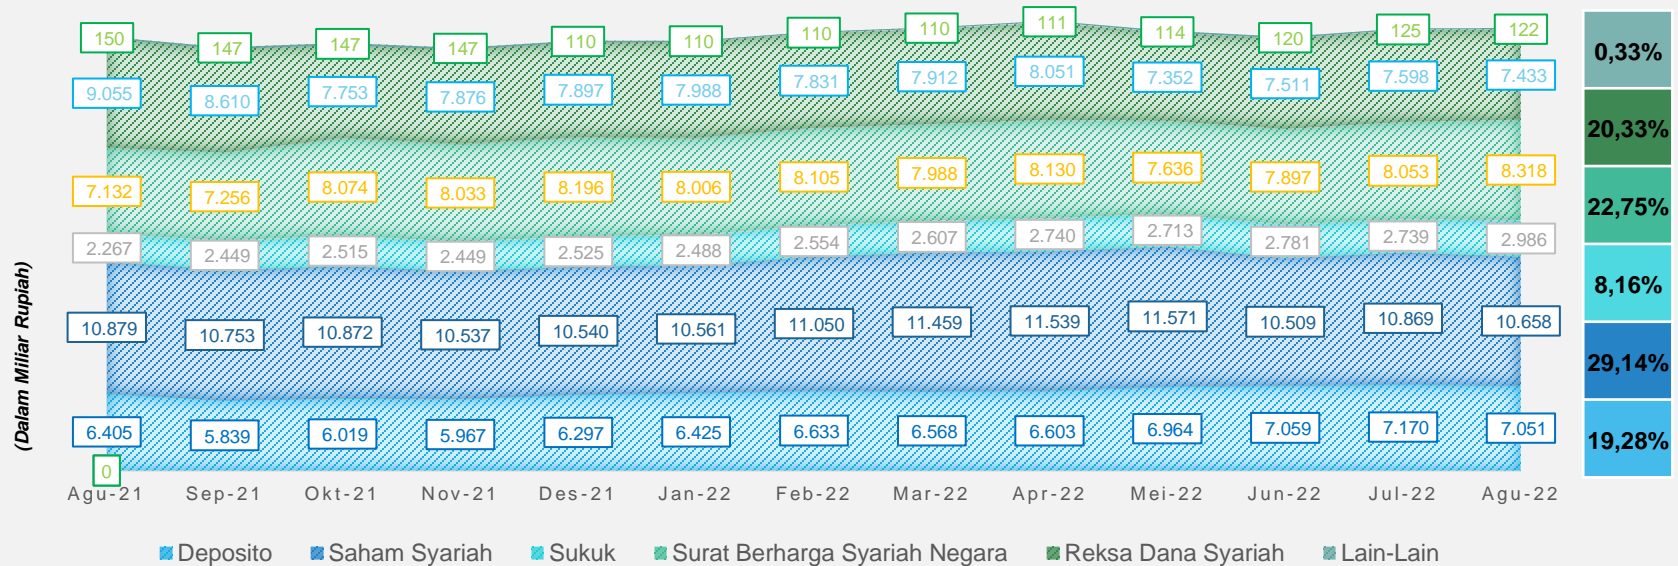 150 147 147 147 110 110 110 110 111 114 120 125 122
0,33%
9.055 8.610 7.753 7.876 7.897 7.988 7.831 7.912 8.051 7.352 7.511 7.598 7.433
20,33%
7.132 7.256 8.074 8.033 8.196 8.006 8.105 7.988 8.130 7.636 7.897 8.053 8.318
22,75%
2.267 2.449 2.515 2.449 2.525 2.488 2.554 2.607 2.740 2.713 2.781 2.739 2.986
8,16%
(Dalam Miliar Rupiah)
10.879 10.753 10.872 10.537 10.540 10.561 11.050 11.459 11.539 11.571 10.509 10.869 10.658
29,14%
6.405 5.839 6.019 5.967 6.297 6.425 6.633 6.568 6.603 6.964 7.059 7.170 7.051
19,28%
0
Agu-21 Sep-21 Okt-21 Nov-21 Des-21 Jan-22 Feb-22 Mar-22 Apr-22 Mei-22 Jun-22 Jul-22 Agu-22
Deposito Saham Syariah Sukuk Surat Berharga Syariah Negara Reksa Dana Syariah Lain-Lain